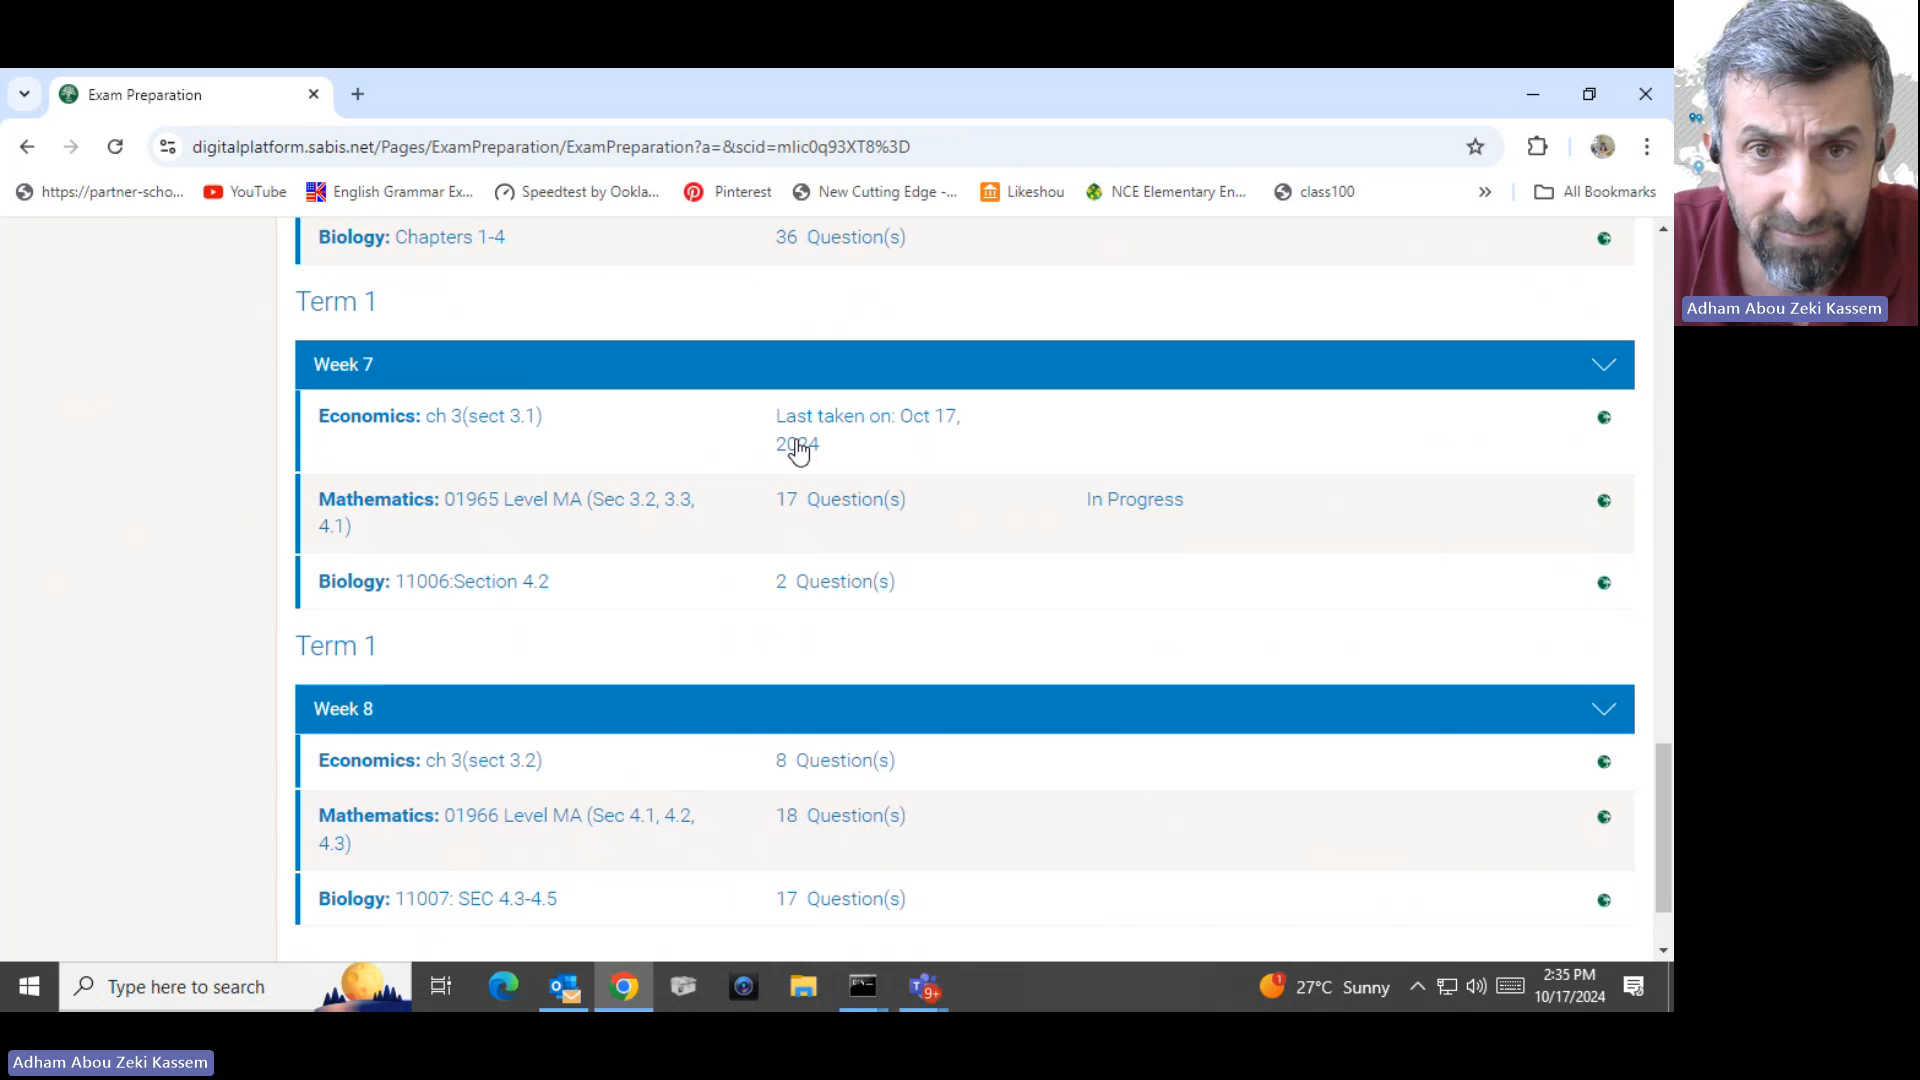 Exam Preparation
digitalplatform.sabis.net/Pages/ExamPreparation/ExamPreparation?a=&scid=mIic0q93XT8%3D
https://partner-scho... YouTube English Grammar Ex... Speedtest by Ookla... Pinterest New Cutting Edge -... Likeshou NCE Elementary En... class100 » All Bookmarks
Biology: Chapters 1-4 36 Question(s)
Term 1
Week 7
Economics: ch 3(sect 3.1) Last taken on: Oct 17,
2024
Mathematics: 01965 Level MA (Sec 3.2, 3.3, 17 Question(s) In Progress
4.1)
Biology: 11006:Section 4.2 2 Question(s)
Term 1
Week 8
Economics: ch 3(sect 3.2) 8 Question(s)
Mathematics: 01966 Level MA (Sec 4.1, 4.2, 18 Question(s)
4.3)
Biology: 11007: SEC 4.3-4.5 17 Question(s)
Type here to search 9+ 1 27°C Sunny 2:35 PM
10/17/2024
Adham Abou Zeki Kassem
Adham Abou Zeki Kassem